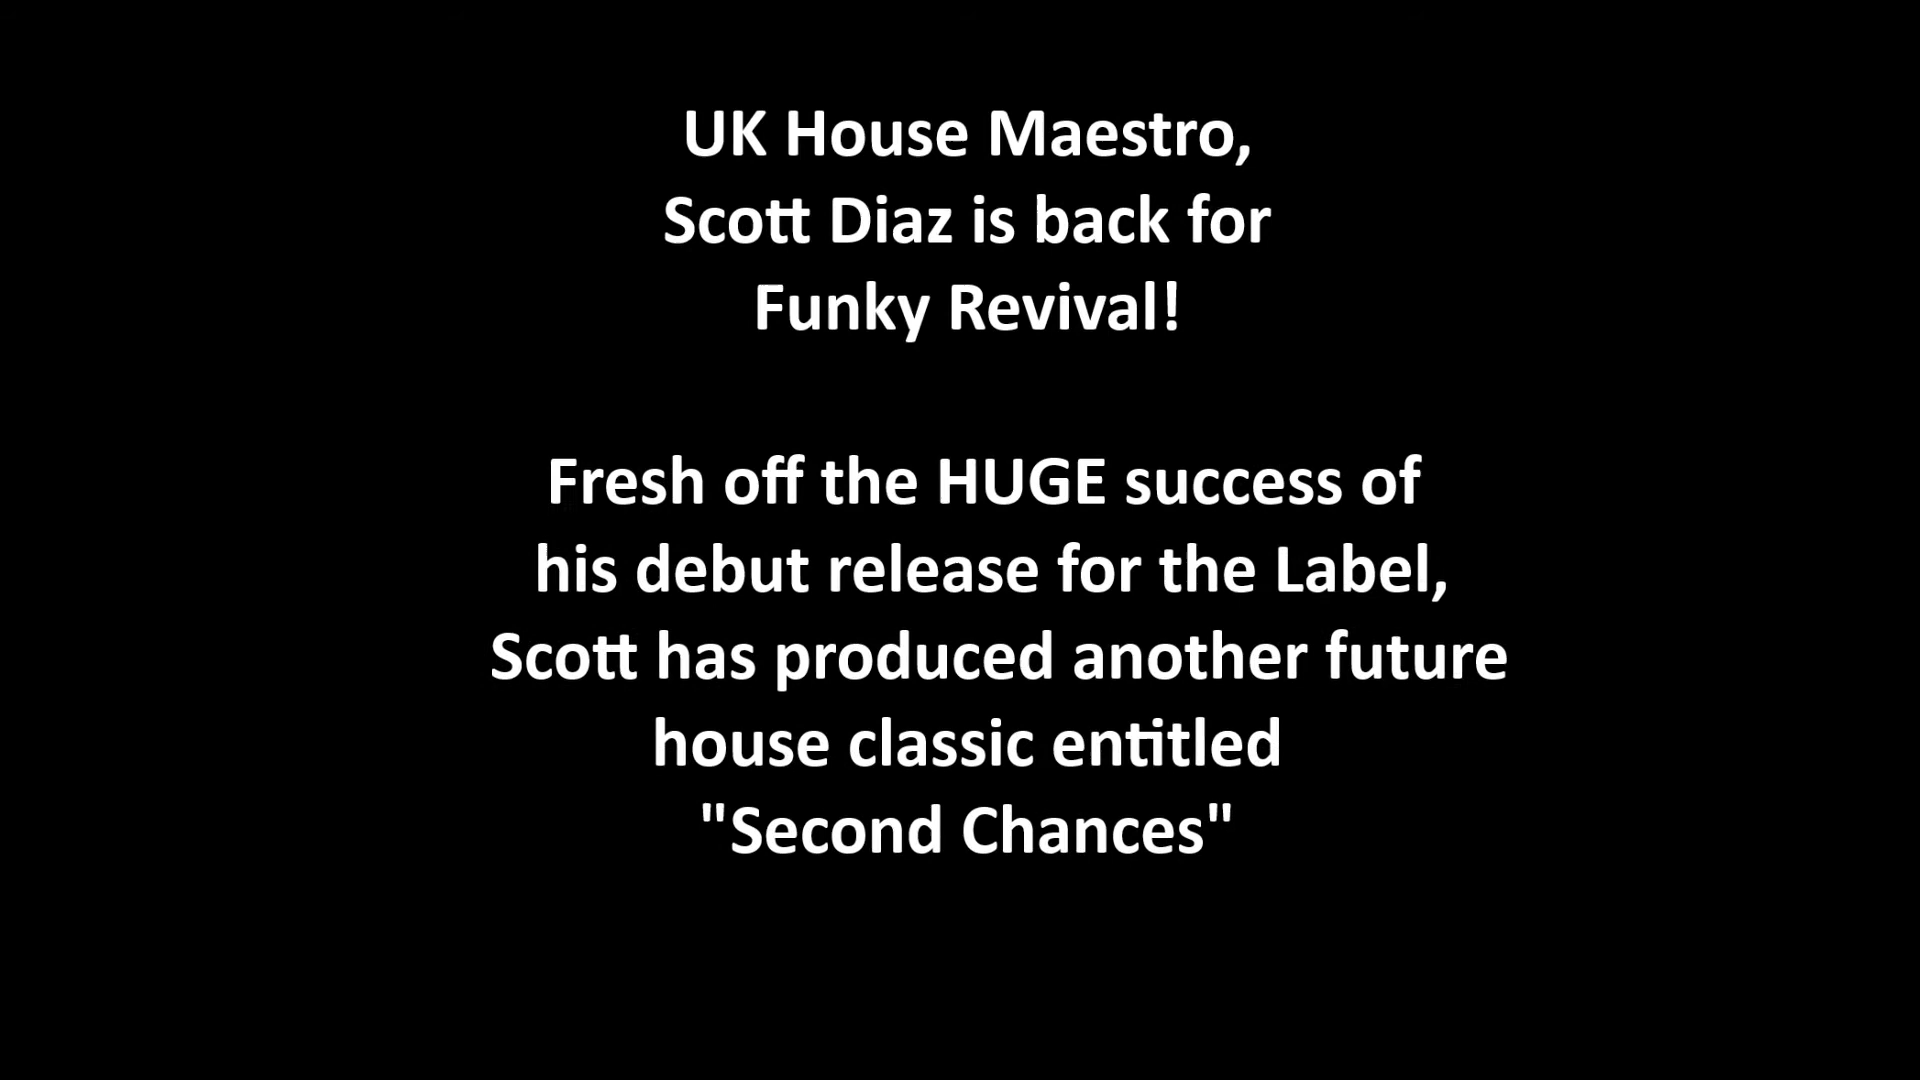 UK House Maestro,
Scott Diaz is back for
Funky Revival!
Fresh off the HUGE success of
his debut release for the Label,
Scott has produced another future
house classic entitled
"Second Chances"